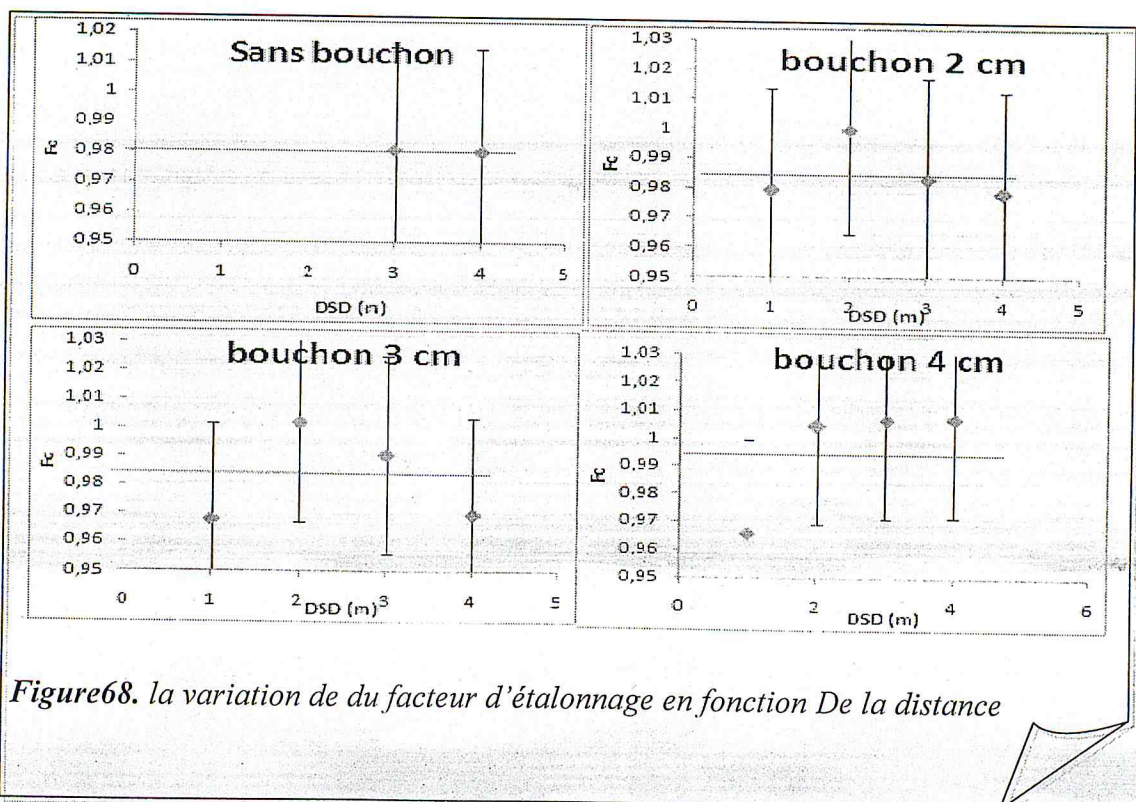 Sans bouchon
1,02
1,01
1
0,99
0,98
0,97
0,96
0,95
Fc
0 1 2 3 4 5
DSD (m)
bouchon 2 cm
1,03
1,02
1,01
1
0,99
0,98
0,97
0,96
0,95
Fc
0 1 2 3 4 5
DSD (m)
bouchon 3 cm
1,03
1,02
1,01
1
0,99
0,98
0,97
0,96
0,95
Fc
0 1 2 3 4 5
DSD (m)
bouchon 4 cm
1,03
1,02
1,01
1
0,99
0,98
0,97
0,96
0,95
Fc
0 2 4 6
DSD (m)
Figure68. la variation de du facteur d'étalonnage en fonction De la distance